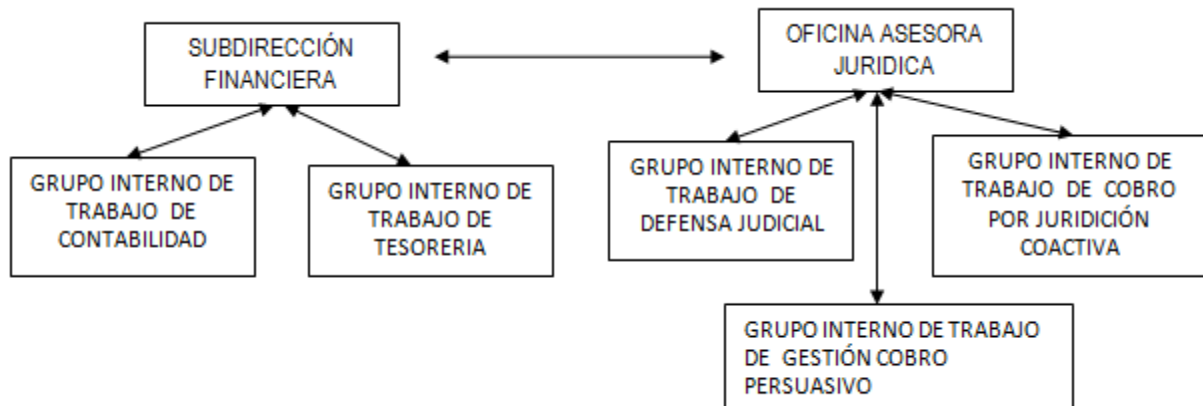 SUBDIRECCIÓN
FINANCIERA
OFICINA ASESORA
JURIDICA
GRUPO INTERNO DE
TRABAJO DE
CONTABILIDAD
GRUPO INTERNO DE
TRABAJO DE
TESORERIA
GRUPO INTERNO DE
TRABAJO DE
DEFENSA JUDICIAL
GRUPO INTERNO DE
TRABAJO DE COBRO
POR JURIDICIÓN
COACTIVA
GRUPO INTERNO DE TRABAJO
DE GESTIÓN COBRO
PERSUASIVO